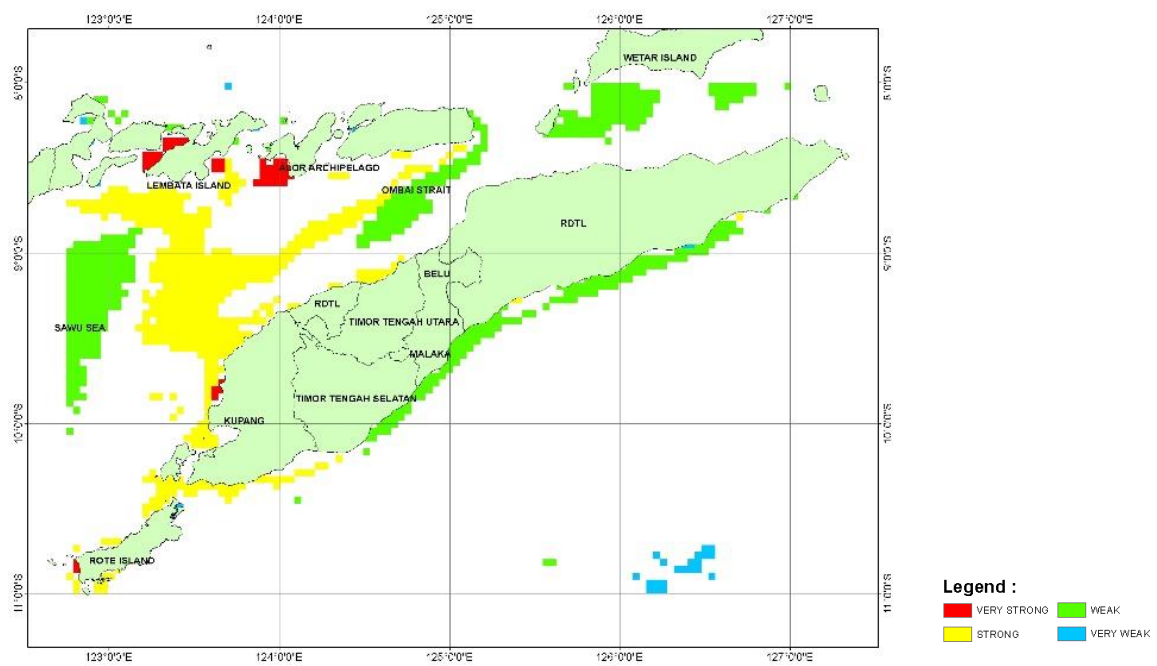 123°0'0"E 124°0'0"E 125°0'0"E 126°0'0"E 127°0'0"E
8°0'0"S 8°0'0"S
WETAR ISLAND
ALOR ARCHIPELAGO
LEMBATA ISLAND
OMBAI STRAIT
RDTL
9°0'0"S 9°0'0"S
BELU
RDTL
TIMOR TENGAH UTARA
SAWU SEA
MALAKA
TIMOR TENGAH SELATAN
KUPANG
10°0'0"S 10°0'0"S
ROTE ISLAND
11°0'0"S 11°0'0"S
123°0'0"E 124°0'0"E 125°0'0"E 126°0'0"E 127°0'0"E
Legend :
VERY STRONG
WEAK
STRONG
VERY WEAK